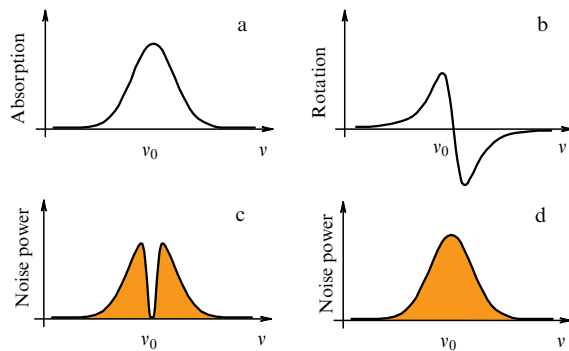 a
Absorption
ν₀
ν
b
Rotation
ν₀
ν
c
Noise power
ν₀
ν
d
Noise power
ν₀
ν